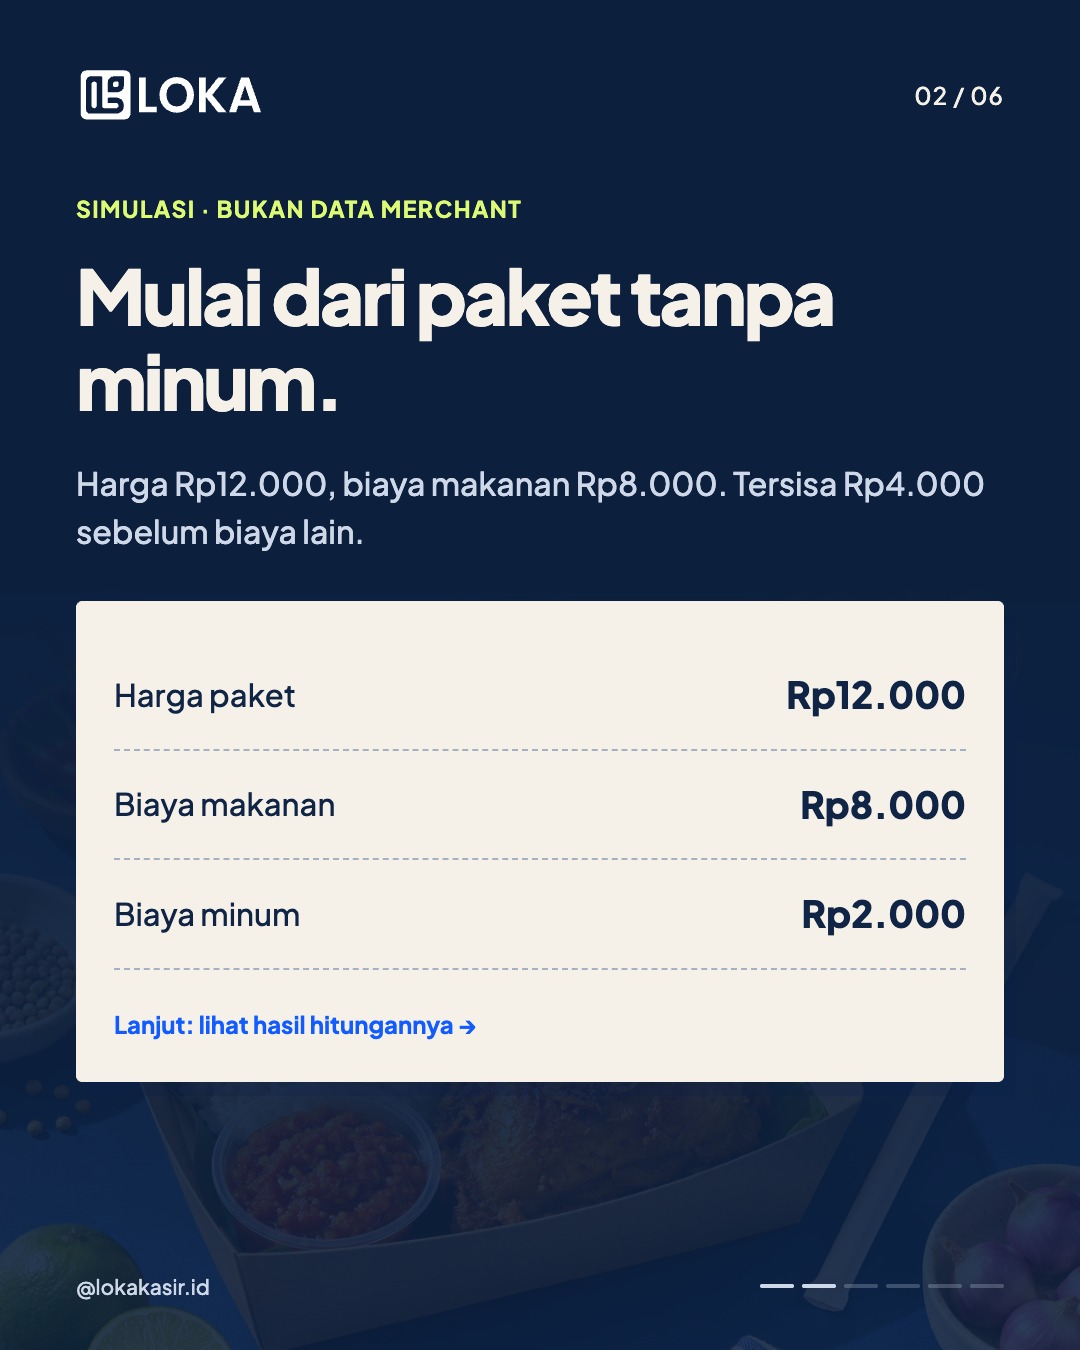 LOKA
02 / 06
SIMULASI · BUKAN DATA MERCHANT
Mulai dari paket tanpa
minum.
Harga Rp12.000, biaya makanan Rp8.000. Tersisa Rp4.000
sebelum biaya lain.
Harga paket Rp12.000
Biaya makanan Rp8.000
Biaya minum Rp2.000
Lanjut: lihat hasil hitungannya →
@lokakasir.id